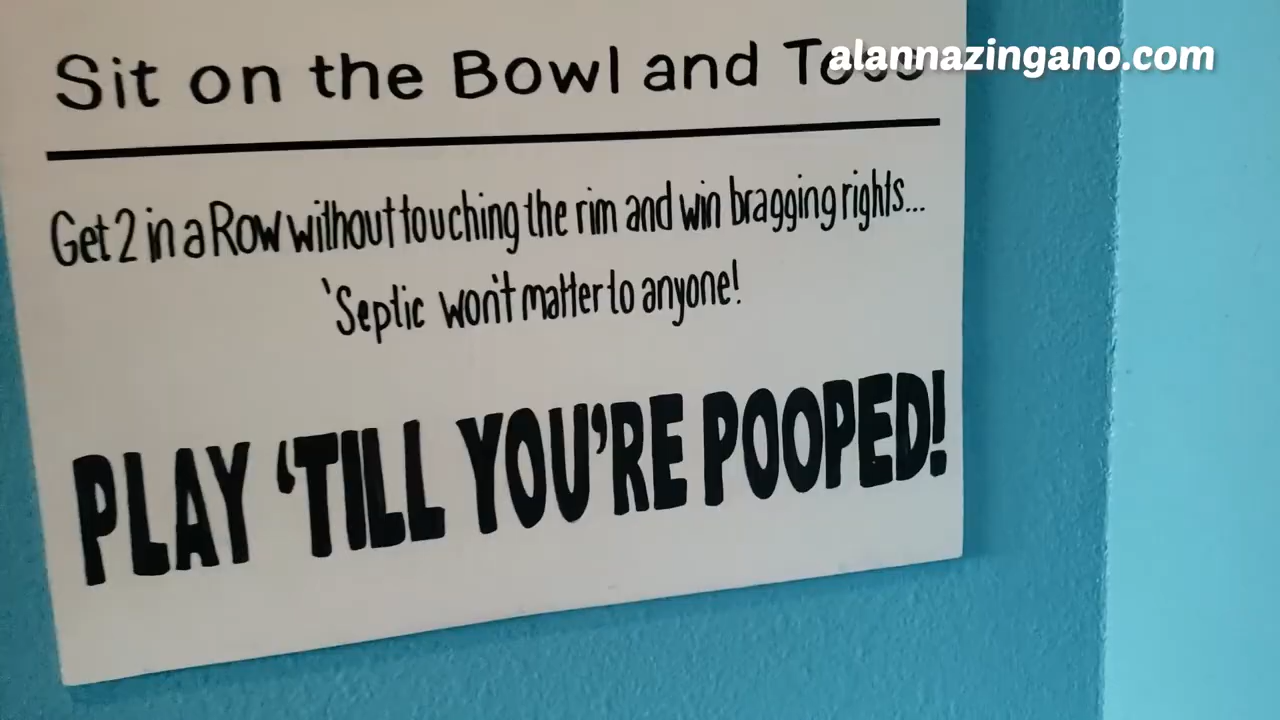 alannazingano.com
Sit on the Bowl and Toss
Get 2 in a Row without touching the rim and win bragging rights...
'Septic won't matter to anyone!
PLAY 'TILL YOU'RE POOPED!